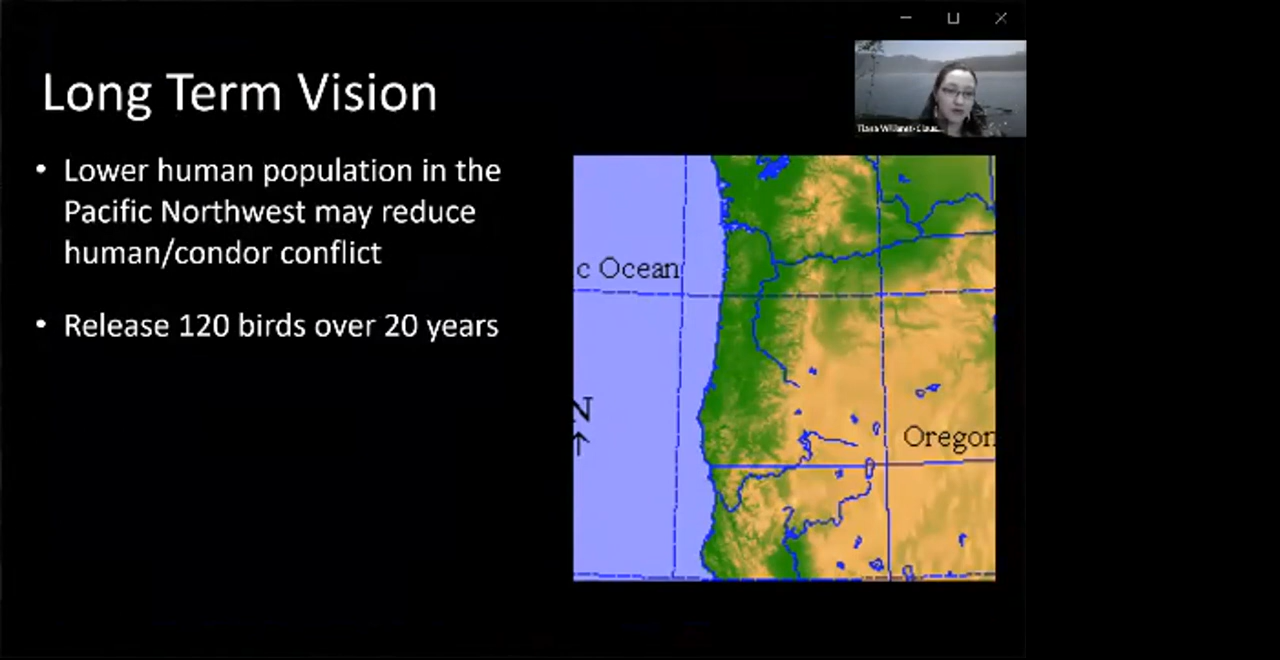 Long Term Vision
• Lower human population in the
Pacific Northwest may reduce
human/condor conflict
• Release 120 birds over 20 years
c Ocean
N
Oregon